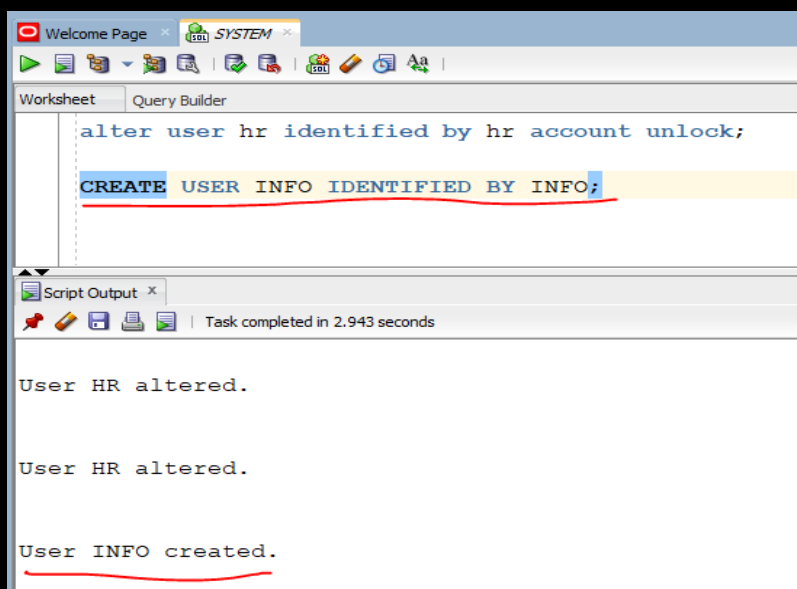 Welcome Page
SYSTEM
Worksheet
Query Builder
alter user hr identified by hr account unlock;
CREATE USER INFO IDENTIFIED BY INFO;
Script Output
Task completed in 2.943 seconds
User HR altered.
User HR altered.
User INFO created.